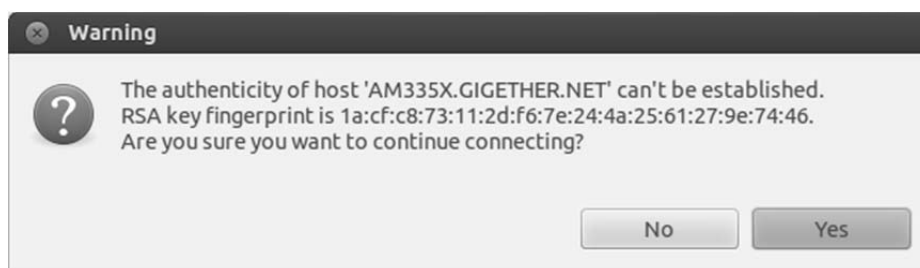 Warning
The authenticity of host 'AM335X.GIGETHER.NET' can't be established.
RSA key fingerprint is 1a:cf:c8:73:11:2d:f6:7e:24:4a:25:61:27:9e:74:46.
Are you sure you want to continue connecting?
No
Yes